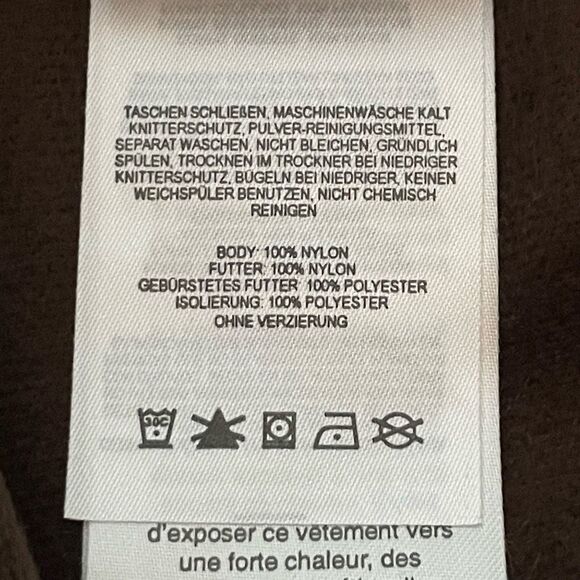 TASCHEN SCHLIEßEN, MASCHINENWÄSCHE KALT
KNITTERSCHUTZ, PULVER-REINIGUNGSMITTEL,
SEPARAT WASCHEN, NICHT BLEICHEN, GRÜNDLICH
SPÜLEN, TROCKNEN IM TROCKNER BEI NIEDRIGER
KNITTERSCHUTZ, BÜGELN BEI NIEDRIGER, KEINEN
WEICHSPÜLER BENUTZEN, NICHT CHEMISCH
REINIGEN
BODY: 100% NYLON
FUTTER: 100% NYLON
GEBÜRSTETES FUTTER: 100% POLYESTER
ISOLIERUNG: 100% POLYESTER
OHNE VERZIERUNG
30C
d'exposer ce vêtement vers
une forte chaleur, des